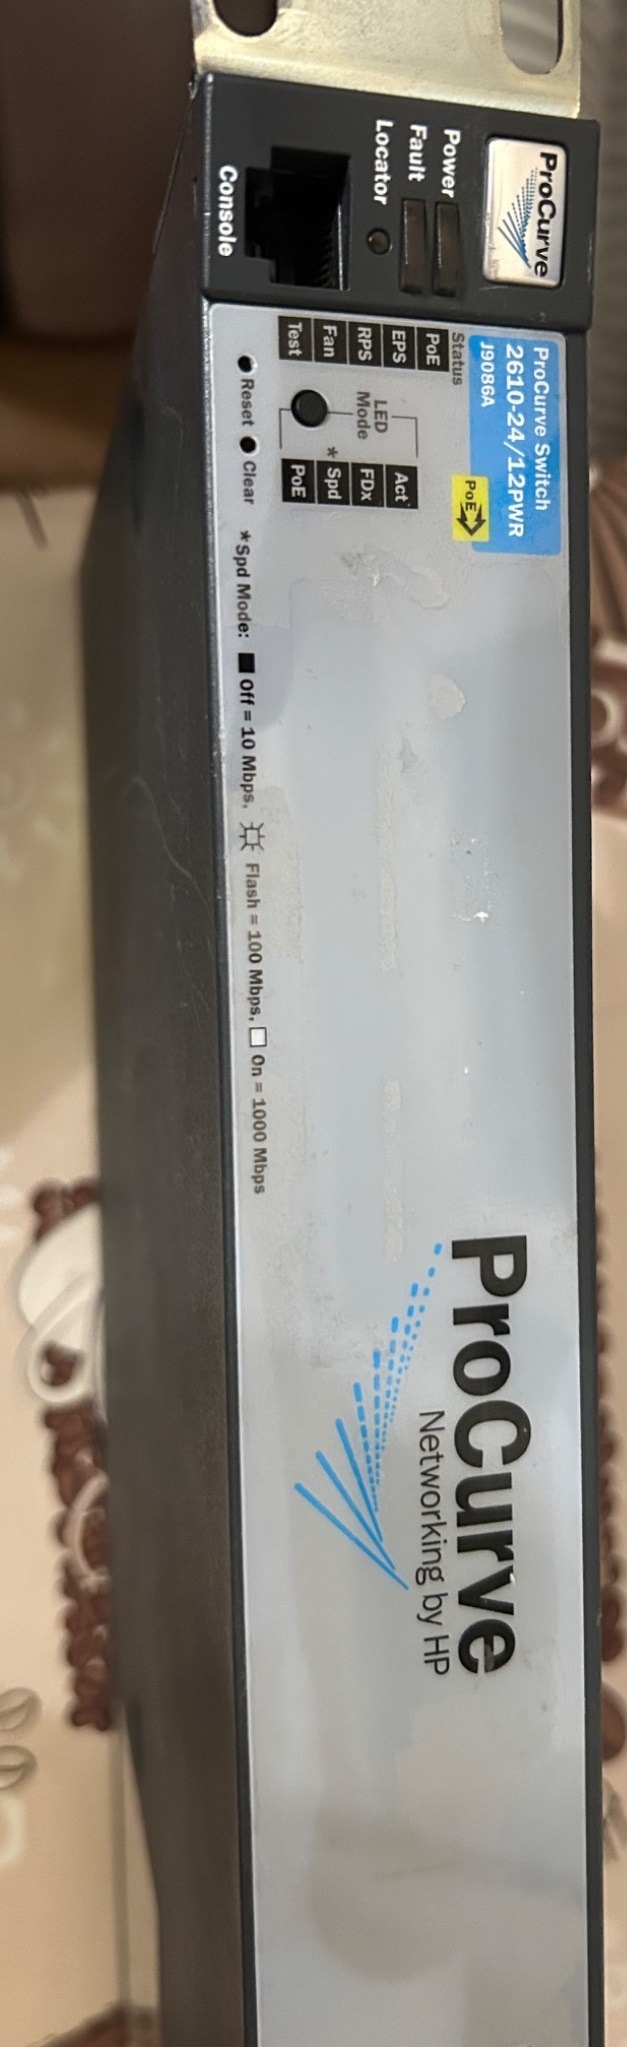 ProCurve
Power
Fault
Locator
Console
ProCurve Switch
2610-24/12PWR
J9086A
PoE
Status
PoE
EPS
RPS
Fan
Test
LED
Mode
Act
FDx
* Spd
PoE
Reset
Clear
* Spd Mode: Off = 10 Mbps, Flash = 100 Mbps, On = 1000 Mbps
ProCurve
Networking by HP